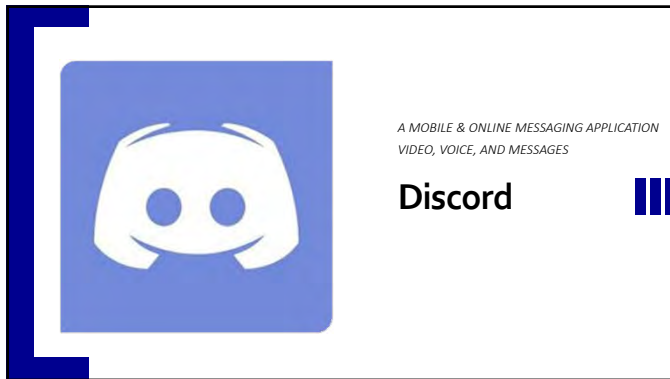 A MOBILE & ONLINE MESSAGING APPLICATION
VIDEO, VOICE, AND MESSAGES
Discord